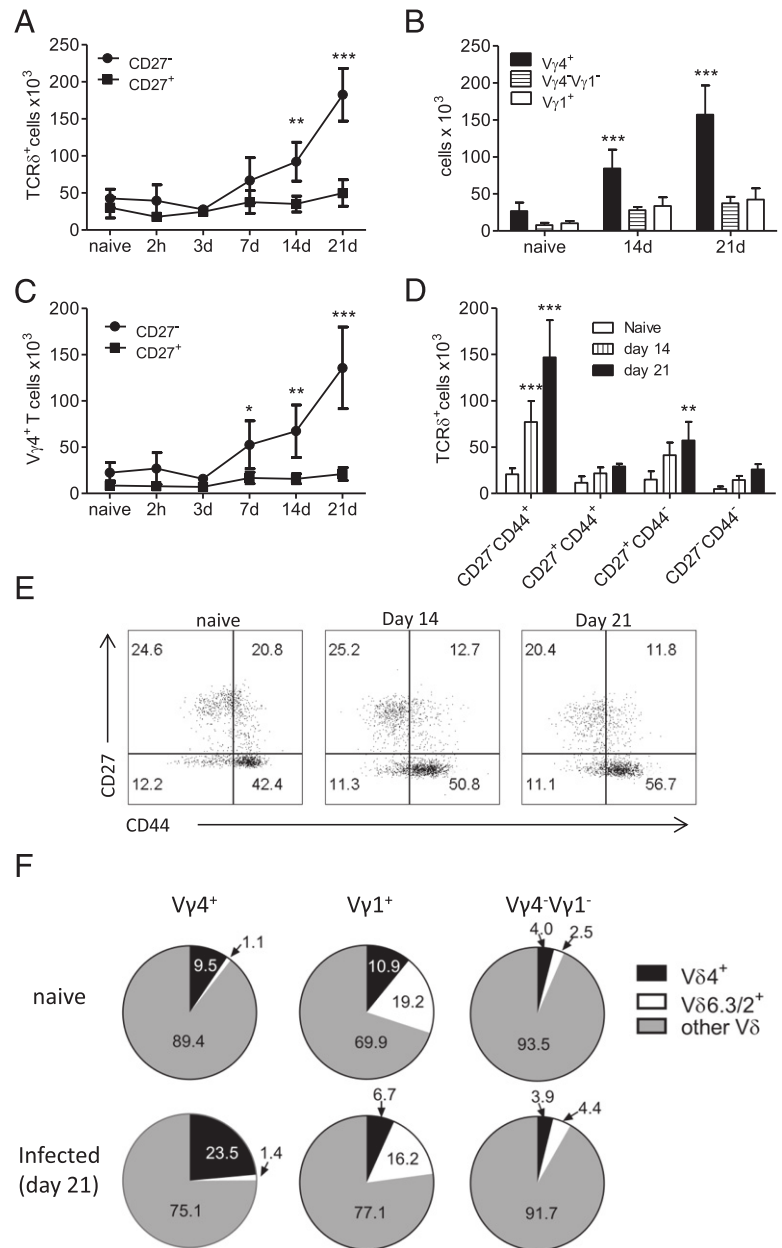 A
TCRδ⁺cells x10³
250
200
150
100
50
0
CD27⁻
CD27⁺
**
***
naive 2h 3d 7d 14d 21d
B
cells x 10³
250
200
150
100
50
0
Vγ4⁺
Vγ4⁻Vγ1⁻
Vγ1⁺
***
***
naive 14d 21d
C
Vγ4⁺ T cells x10³
200
150
100
50
0
CD27⁻
CD27⁺
*
**
***
naive 2h 3d 7d 14d 21d
D
TCRδ⁺cells x10³
200
150
100
50
0
Naive
day 14
day 21
***
***
**
CD27⁻CD44⁺
CD27⁺CD44⁺
CD27⁺CD44⁻
CD27⁻CD44⁻
E
naive Day 14 Day 21
24.6 20.8 25.2 12.7 20.4 11.8
12.2 42.4 11.3 50.8 11.1 56.7
CD27
CD44
F
Vγ4⁺ Vγ1⁺ Vγ4⁻Vγ1⁻
naive
9.5 1.1
89.4
10.9
19.2
69.9
4.0 2.5
93.5
Vδ4⁺
Vδ6.3/2⁺
other Vδ
Infected
(day 21)
23.5 1.4
75.1
6.7
16.2
77.1
3.9 4.4
91.7